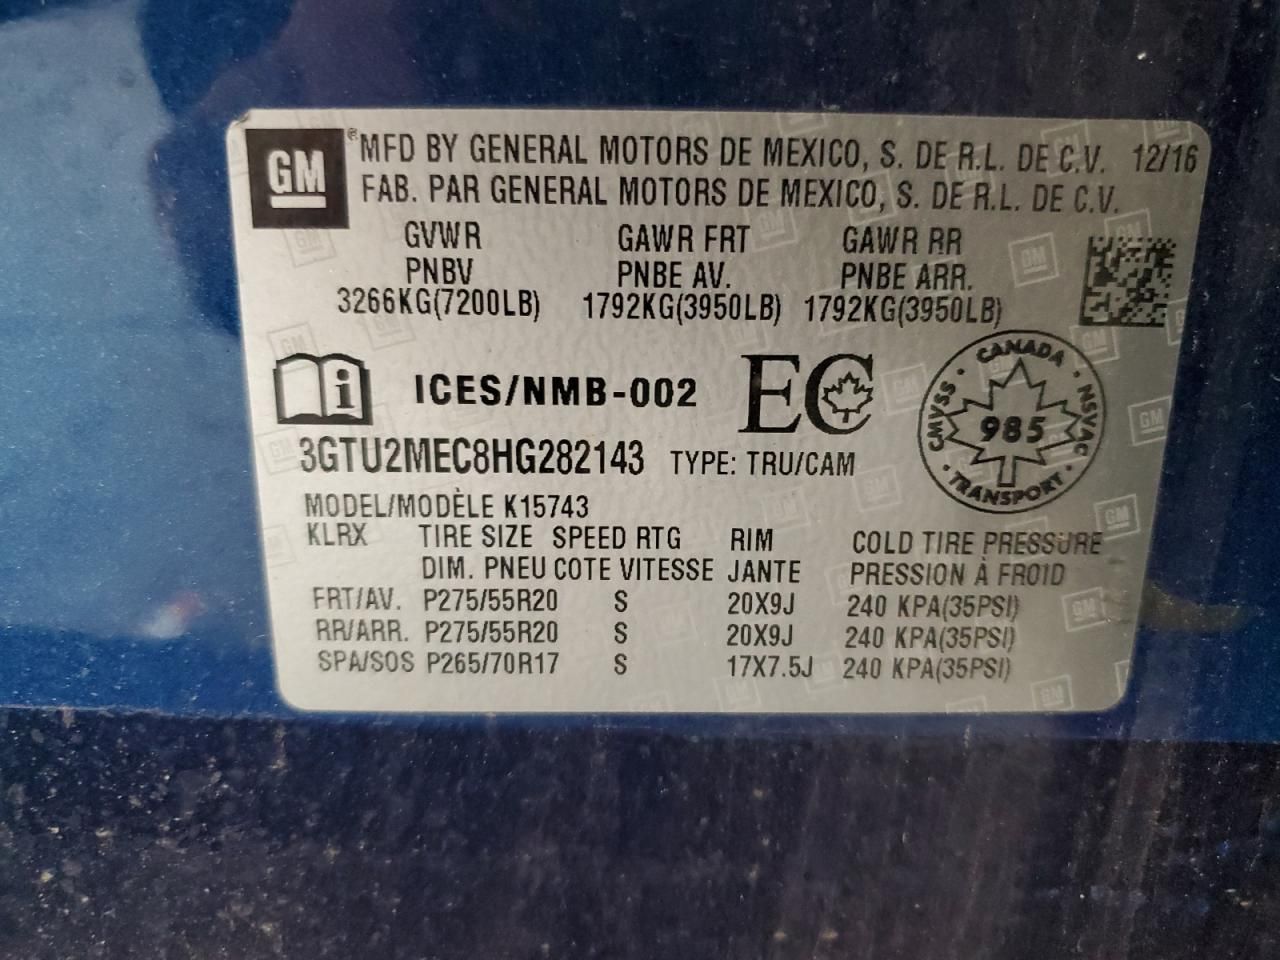 GM ® MFD BY GENERAL MOTORS DE MEXICO, S. DE R.L. DE C.V. 12/16
FAB. PAR GENERAL MOTORS DE MEXICO, S. DE R.L. DE C.V.
GVWR GAWR FRT GAWR RR
PNBV PNBE AV. PNBE ARR.
3266KG(7200LB) 1792KG(3950LB) 1792KG(3950LB)
i ICES/NMB-002 EC
CANADA
CMVSS · NSVAC
985
· TRANSPORT ·
3GTU2MEC8HG282143 TYPE: TRU/CAM
MODEL/MODÈLE K15743
KLRX TIRE SIZE SPEED RTG RIM COLD TIRE PRESSURE
DIM. PNEU COTE VITESSE JANTE PRESSION À FROID
FRT/AV. P275/55R20 S 20X9J 240 KPA(35PSI)
RR/ARR. P275/55R20 S 20X9J 240 KPA(35PSI)
SPA/SOS P265/70R17 S 17X7.5J 240 KPA(35PSI)